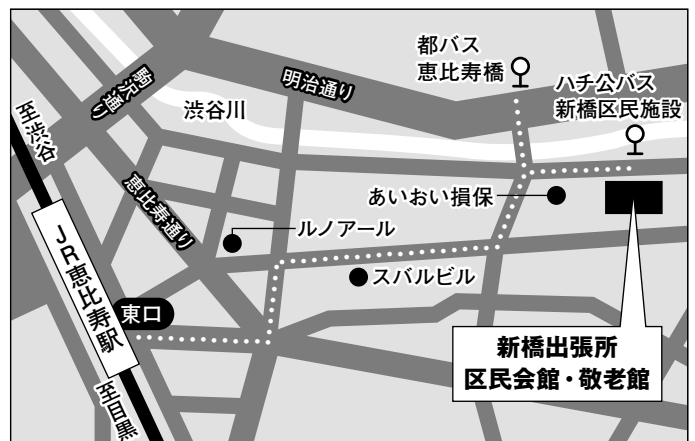 都バス
恵比寿橋
ハチ公バス
新橋区民施設
明治通り
駒沢通り
渋谷川
至渋谷
恵比寿通り
あいおい損保
ルノアール
スバルビル
JR恵比寿駅
東口
至目黒
新橋出張所
区民会館・敬老館